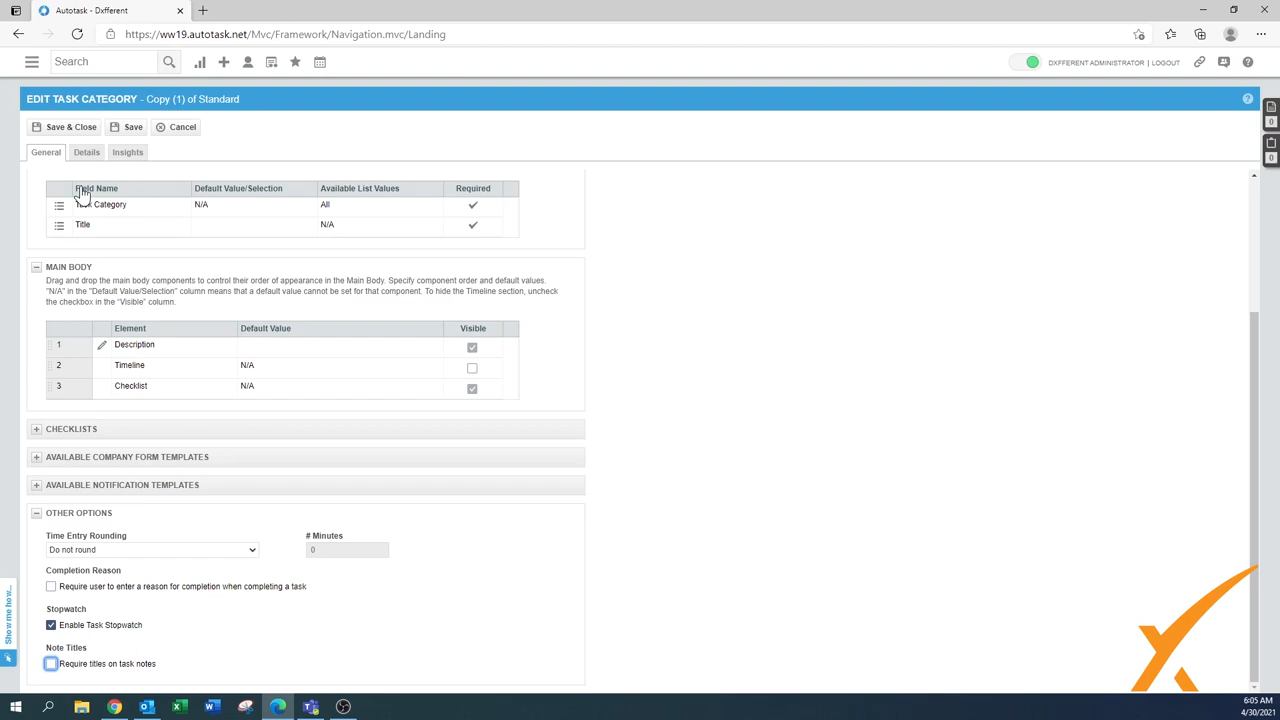 Autotask - Dxfferent
https://ww19.autotask.net/Mvc/Framework/Navigation.mvc/Landing
Search
DXFFERENT ADMINISTRATOR | LOGOUT
EDIT TASK CATEGORY - Copy (1) of Standard
Save & Close Save Cancel
General Details Insights
0
0
Field Name Default Value/Selection Available List Values Required
Task Category N/A All
Title N/A
MAIN BODY
Drag and drop the main body components to control their order of appearance in the Main Body. Specify component order and default values.
"N/A" in the "Default Value/Selection" column means that a default value cannot be set for that component. To hide the Timeline section, uncheck
the checkbox in the "Visible" column.
Element Default Value Visible
1 Description
2 Timeline N/A
3 Checklist N/A
CHECKLISTS
AVAILABLE COMPANY FORM TEMPLATES
AVAILABLE NOTIFICATION TEMPLATES
OTHER OPTIONS
Time Entry Rounding # Minutes
Do not round 0
Completion Reason
Require user to enter a reason for completion when completing a task
Stopwatch
Enable Task Stopwatch
Note Titles
Require titles on task notes
Show me how...
6:05 AM
4/30/2021